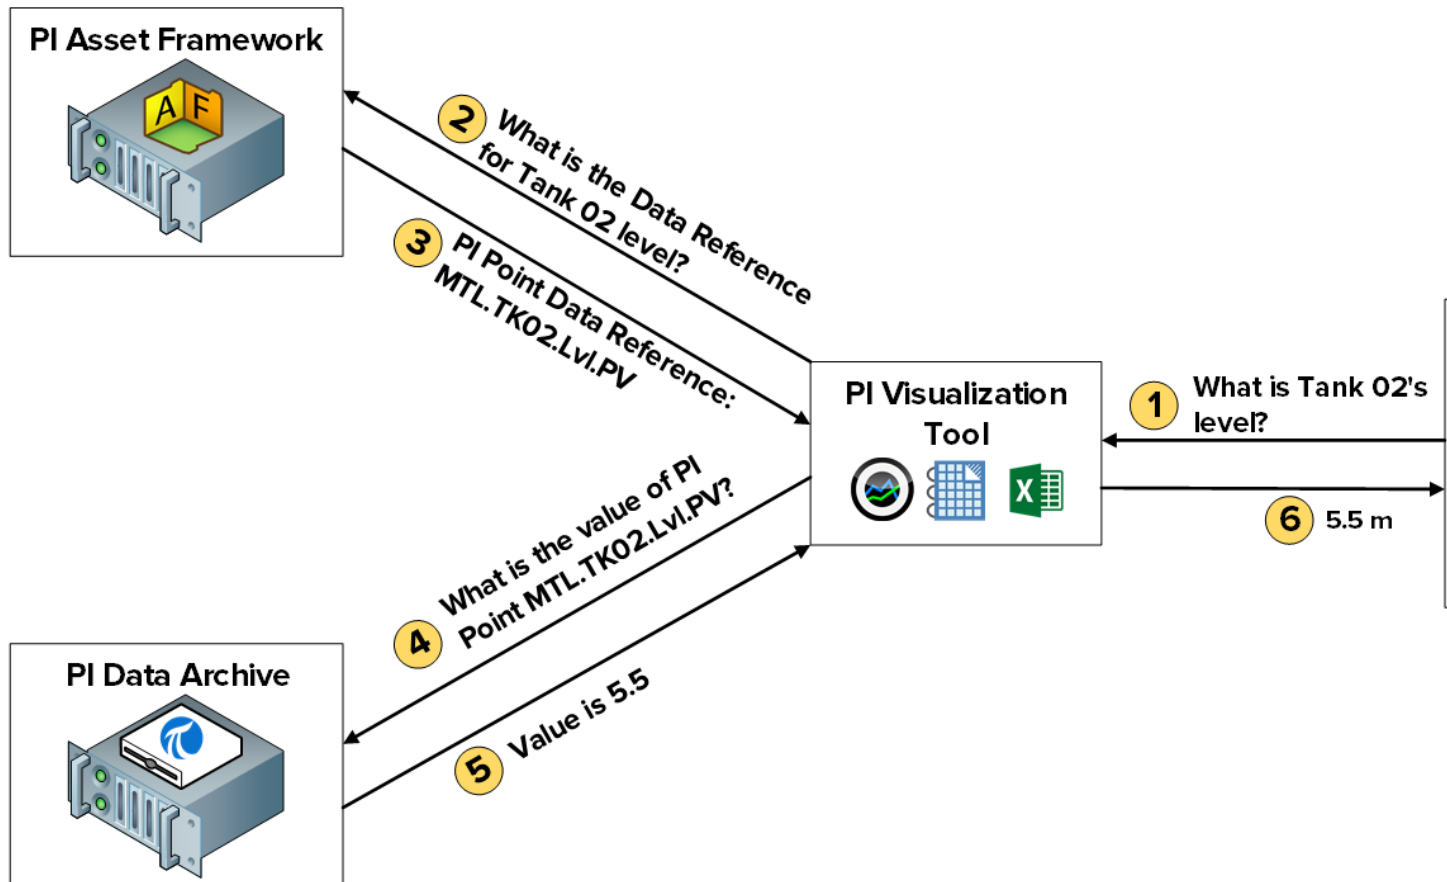 PI Asset Framework
A F
2
What is the Data Reference
for Tank 02 level?
3
PI Point Data Reference:
MTL.TK02.Lvl.PV
PI Visualization
Tool
X
1
What is Tank 02's
level?
6
5.5 m
4
What is the value of PI
Point MTL.TK02.Lvl.PV?
5
Value is 5.5
PI Data Archive
π